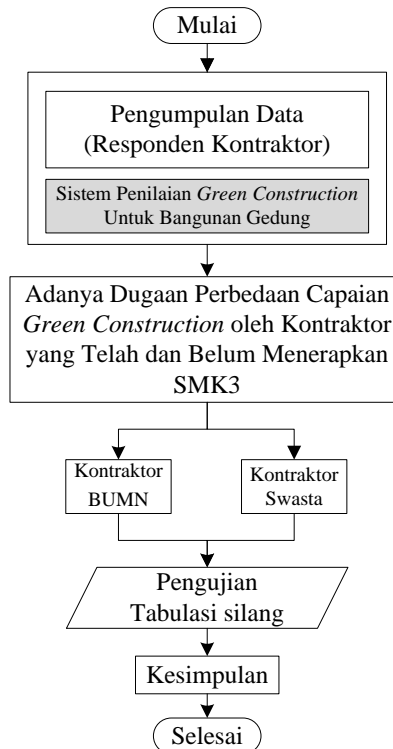 Mulai
Pengumpulan Data
(Responden Kontraktor)
Sistem Penilaian Green Construction
Untuk Bangunan Gedung
Adanya Dugaan Perbedaan Capaian
Green Construction oleh Kontraktor
yang Telah dan Belum Menerapkan
SMK3
Kontraktor
BUMN
Kontraktor
Swasta
Pengujian
Tabulasi silang
Kesimpulan
Selesai